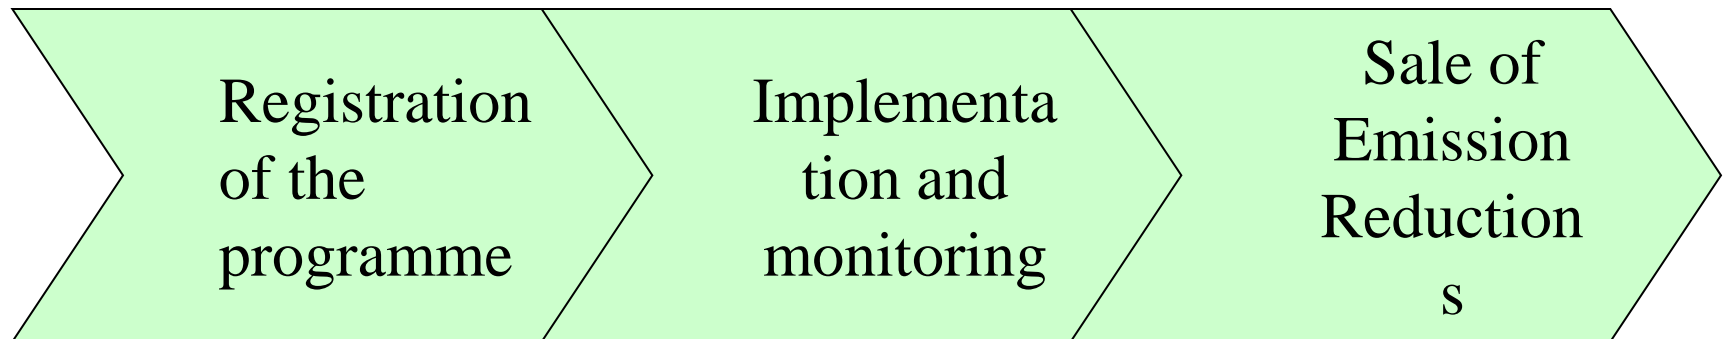 Registration
of the
programme
Implementa
tion and
monitoring
Sale of
Emission
Reduction
s